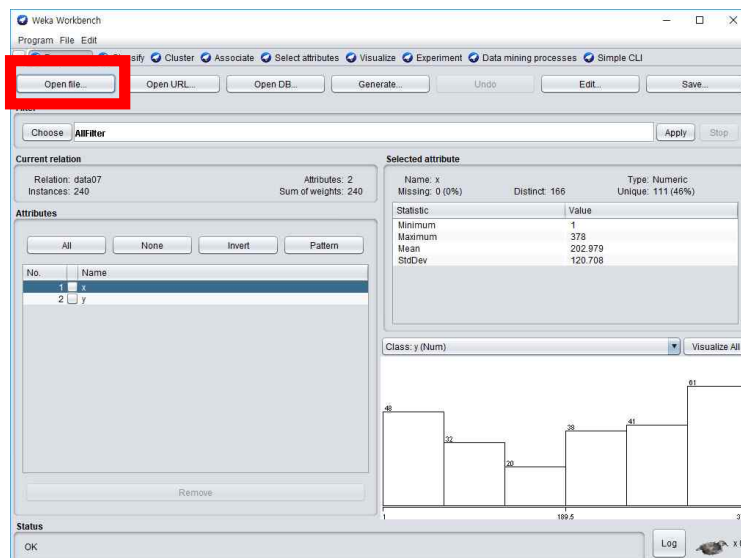 Weka Workbench
Program File Edit
sify Cluster Associate Select attributes Visualize Experiment Data mining processes Simple CLI
Open file... Open URL... Open DB... Generate... Undo Edit... Save...
Choose AllFilter Apply Stop
Current relation
Relation: data07 Attributes: 2
Instances: 240 Sum of weights: 240
Selected attribute
Name: x Type: Numeric
Missing: 0 (0%) Distinct: 166 Unique: 111 (46%)
Statistic Value
Minimum 1
Maximum 378
Mean 202.979
StdDev 120.708
Attributes
All None Invert Pattern
No. Name
1 x
2 y
Remove
Class: y (Num) Visualize All
48
32
20
38
41
61
1 189.5
Status
OK
Log x